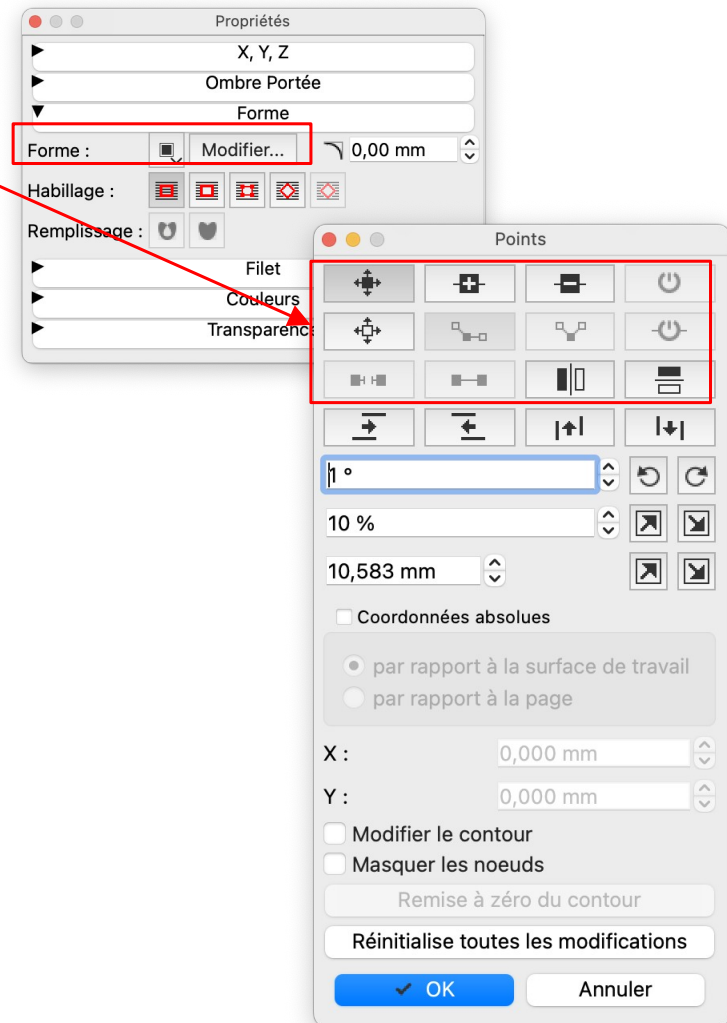 Propriétés
X, Y, Z
Ombre Portée
Forme
Forme : Modifier... 0,00 mm
Habillage :
Remplissage :
Filet
Couleurs
Transparence
Points
1 °
10 %
10,583 mm
Coordonnées absolues
par rapport à la surface de travail
par rapport à la page
X : 0,000 mm
Y : 0,000 mm
Modifier le contour
Masquer les noeuds
Remise à zéro du contour
Réinitialise toutes les modifications
OK Annuler